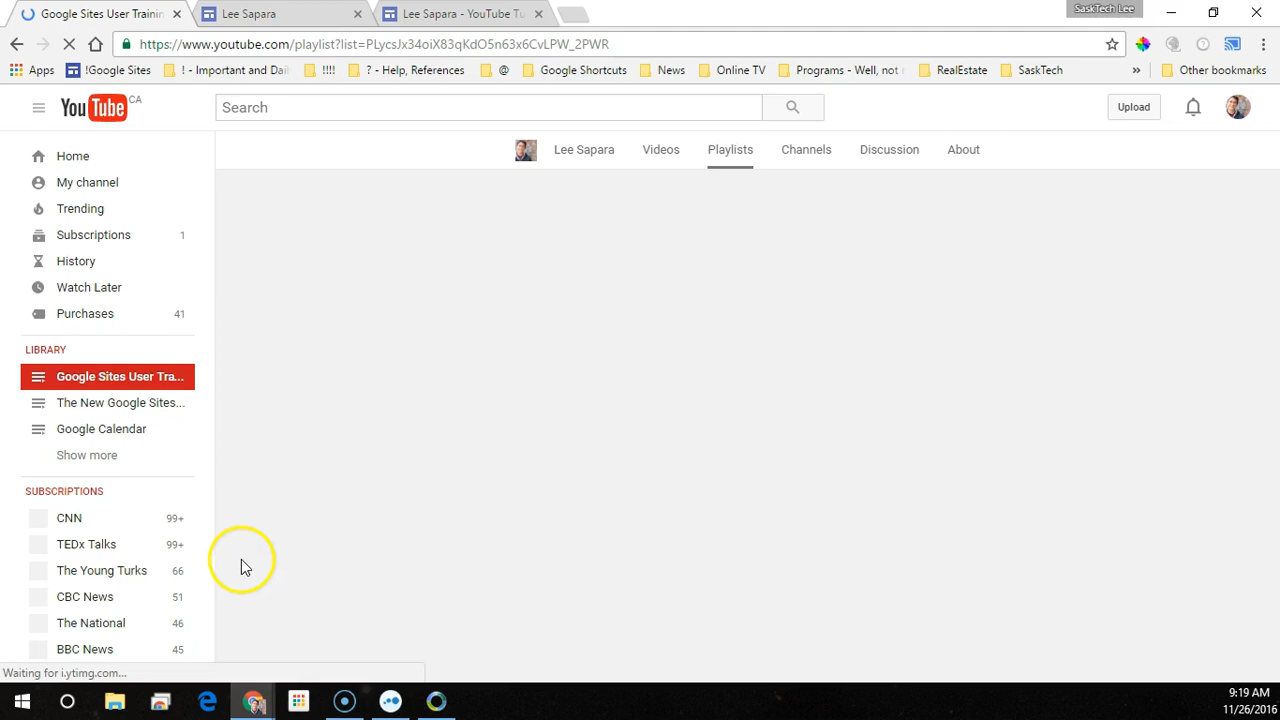 Google Sites User Trainin
Lee Sapara
Lee Sapara - YouTube Tu
SaskTech Lee
https://www.youtube.com/playlist?list=PLycsJx34oiX83qKdO5n63x6CvLPW_2PWR
Apps
!Google Sites
! - Important and Dail
!!!!
? - Help, References
@
Google Shortcuts
News
Online TV
Programs - Well, not
RealEstate
SaskTech
»
Other bookmarks
YouTube CA
Search
Upload
Home
My channel
Trending
Subscriptions 1
History
Watch Later
Purchases 41
LIBRARY
Google Sites User Tra...
The New Google Sites...
Google Calendar
Show more
SUBSCRIPTIONS
CNN 99+
TEDx Talks 99+
The Young Turks 66
CBC News 51
The National 46
BBC News 45
Lee Sapara
Videos
Playlists
Channels
Discussion
About
Waiting for i.ytimg.com...
9:19 AM
11/26/2016